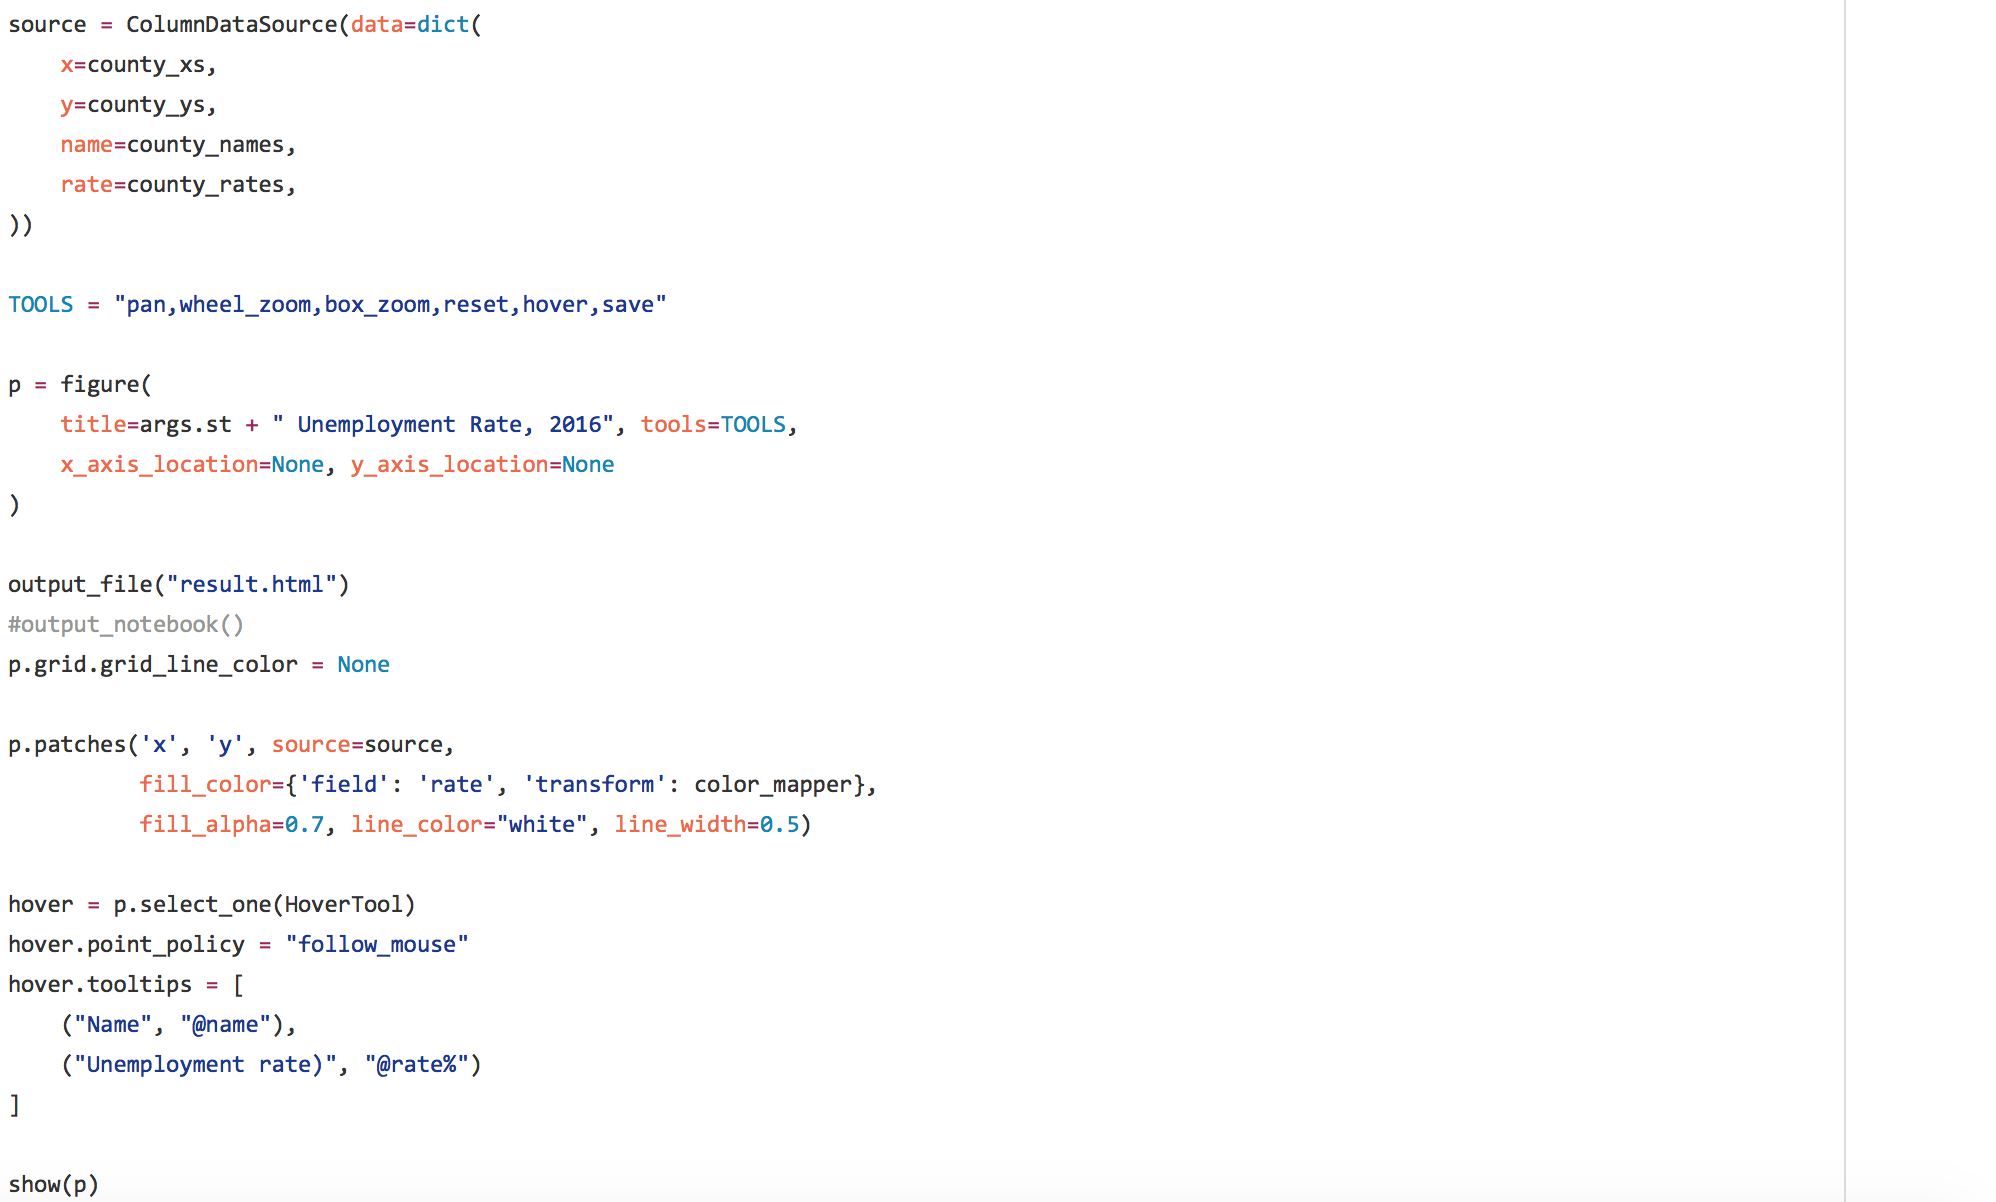 source = ColumnDataSource(data=dict(
    x=county_xs,
    y=county_ys,
    name=county_names,
    rate=county_rates,
))

TOOLS = "pan,wheel_zoom,box_zoom,reset,hover,save"

p = figure(
    title=args.st + " Unemployment Rate, 2016", tools=TOOLS,
    x_axis_location=None, y_axis_location=None
)

output_file("result.html")
#output_notebook()
p.grid.grid_line_color = None

p.patches('x', 'y', source=source,
          fill_color={'field': 'rate', 'transform': color_mapper},
          fill_alpha=0.7, line_color="white", line_width=0.5)

hover = p.select_one(HoverTool)
hover.point_policy = "follow_mouse"
hover.tooltips = [
    ("Name", "@name"),
    ("Unemployment rate)", "@rate%")
]

show(p)